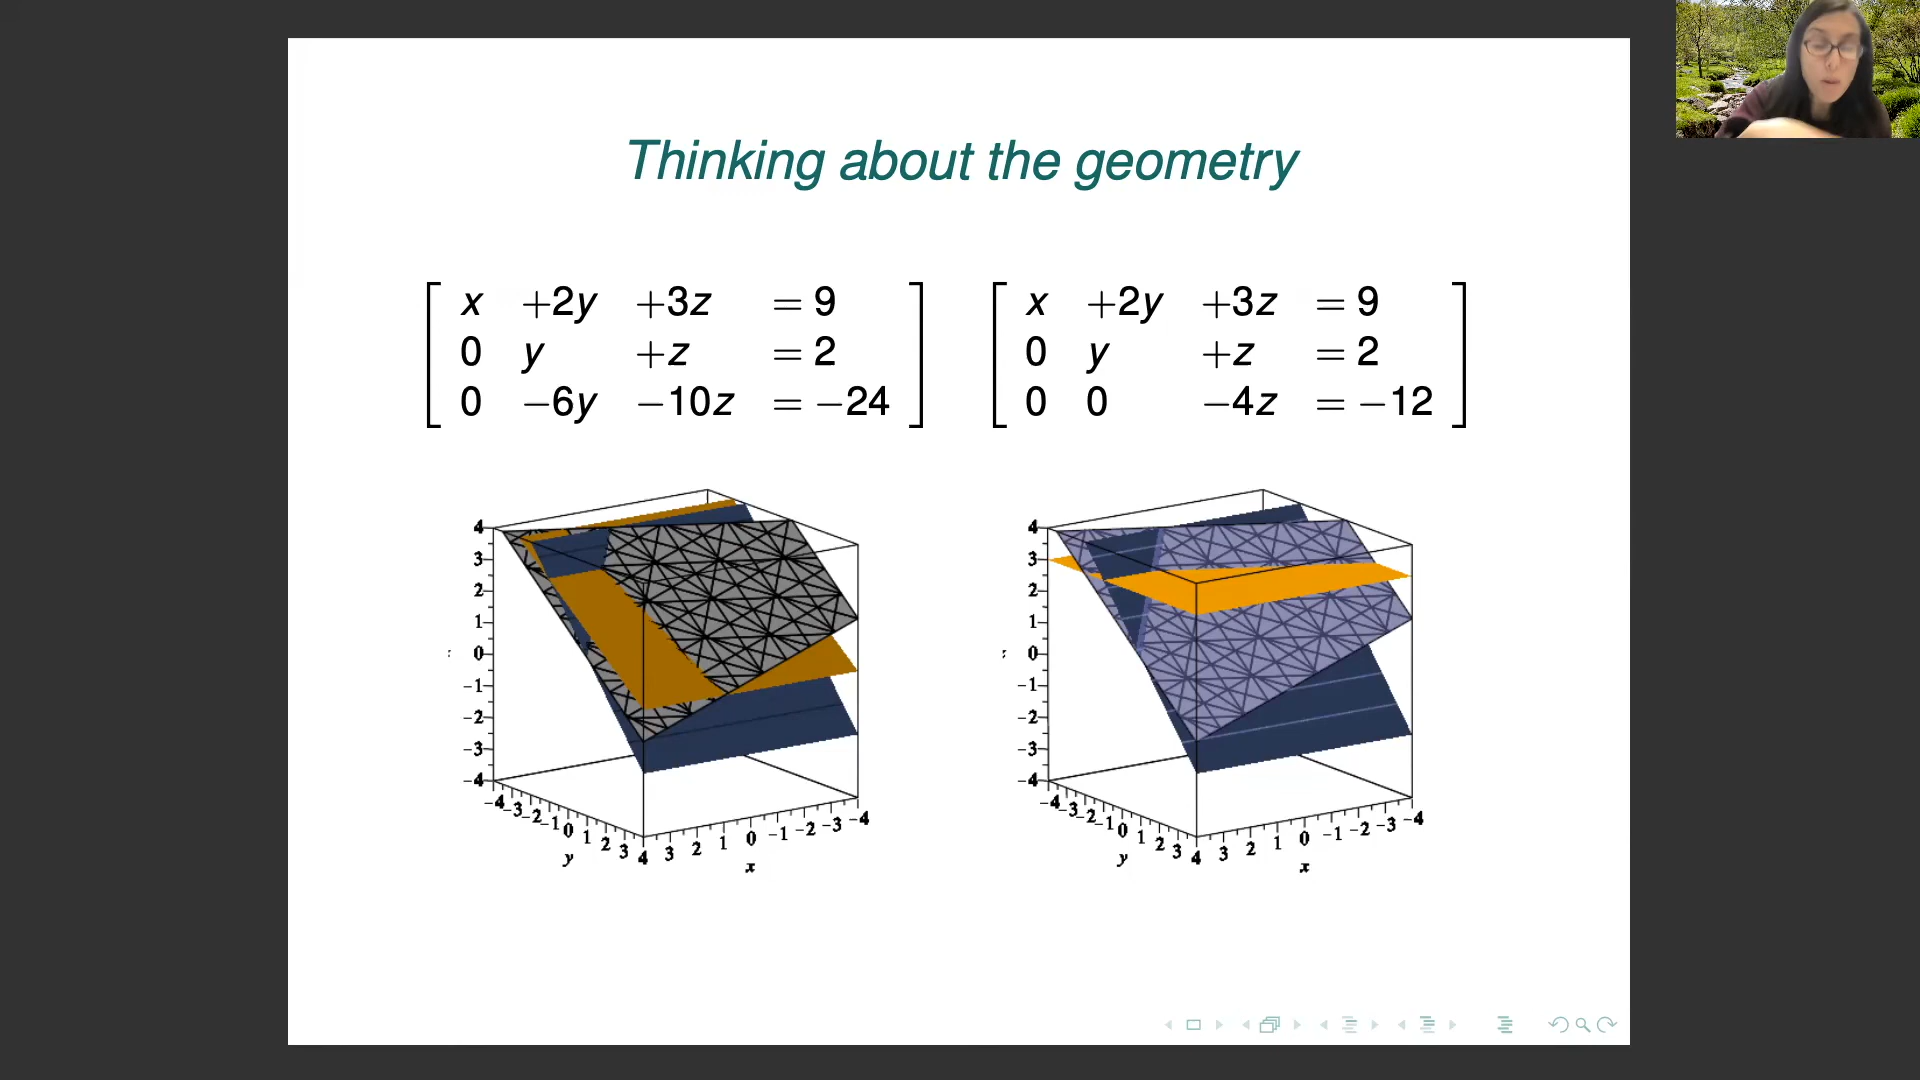 Thinking about the geometry
x +2y +3z = 9
0 y +z = 2
0 −6y −10z = −24
x +2y +3z = 9
0 y +z = 2
0 0 −4z = −12
4
3
2
1
0
−1
−2
−3
−4
−4 −3 −2 −1 0 1 2 3 4 3 2 1 0 −1 −2 −3 −4
y
x
4
3
2
1
0
−1
−2
−3
−4
−4 −3 −2 −1 0 1 2 3 4 3 2 1 0 −1 −2 −3 −4
y
x